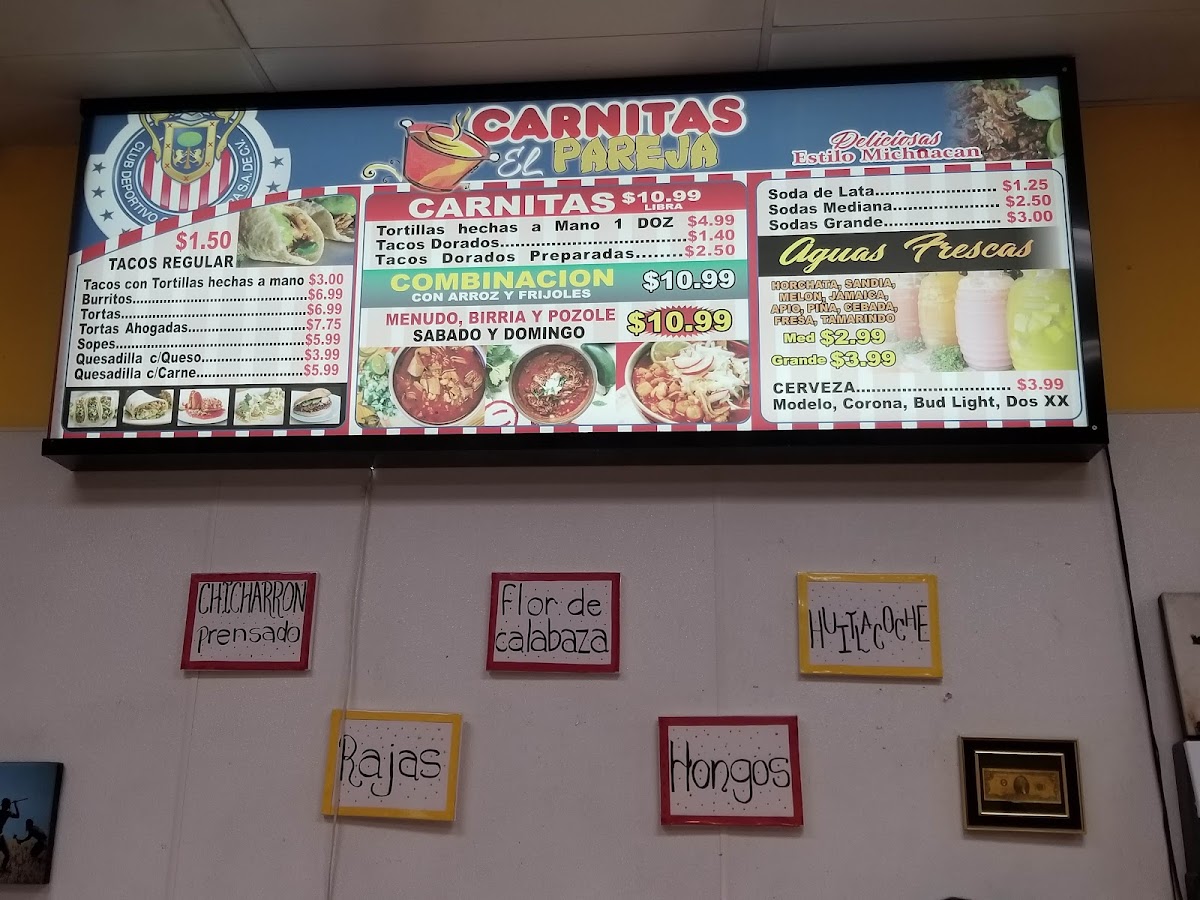 CLUB DEPORTIVO
S.A. DE C.V.
CARNITAS
EL PAREJA
Deliciosas
Estilo Michuacan
$1.50
TACOS REGULAR
Tacos con Tortillas hechas a mano $3.00
Burritos........................................$6.99
Tortas..........................................$6.99
Tortas Ahogadas........................$7.75
Sopes..........................................$5.99
Quesadilla c/Queso....................$3.99
Quesadilla c/Carne....................$5.99
CARNITAS $10.99
LIBRA
Tortillas hechas a Mano 1 DOZ $4.99
Tacos Dorados..............................$1.40
Tacos Dorados Preparadas........$2.50
COMBINACION $10.99
CON ARROZ Y FRIJOLES
MENUDO, BIRRIA Y POZOLE
SABADO Y DOMINGO
$10.99
Soda de Lata........................ $1.25
Sodas Mediana..................... $2.50
Sodas Grande....................... $3.00
Aguas Frescas
HORCHATA, SANDIA,
MELON, JAMAICA,
APIO, PIÑA, CEBADA,
FRESA, TAMARINDO
Med $2.99
Grande $3.99
CERVEZA.............................. $3.99
Modelo, Corona, Bud Light, Dos XX
CHICHARRON
prensado
Flor de
calabaza
HUITLACOCHE
Rajas
Hongos